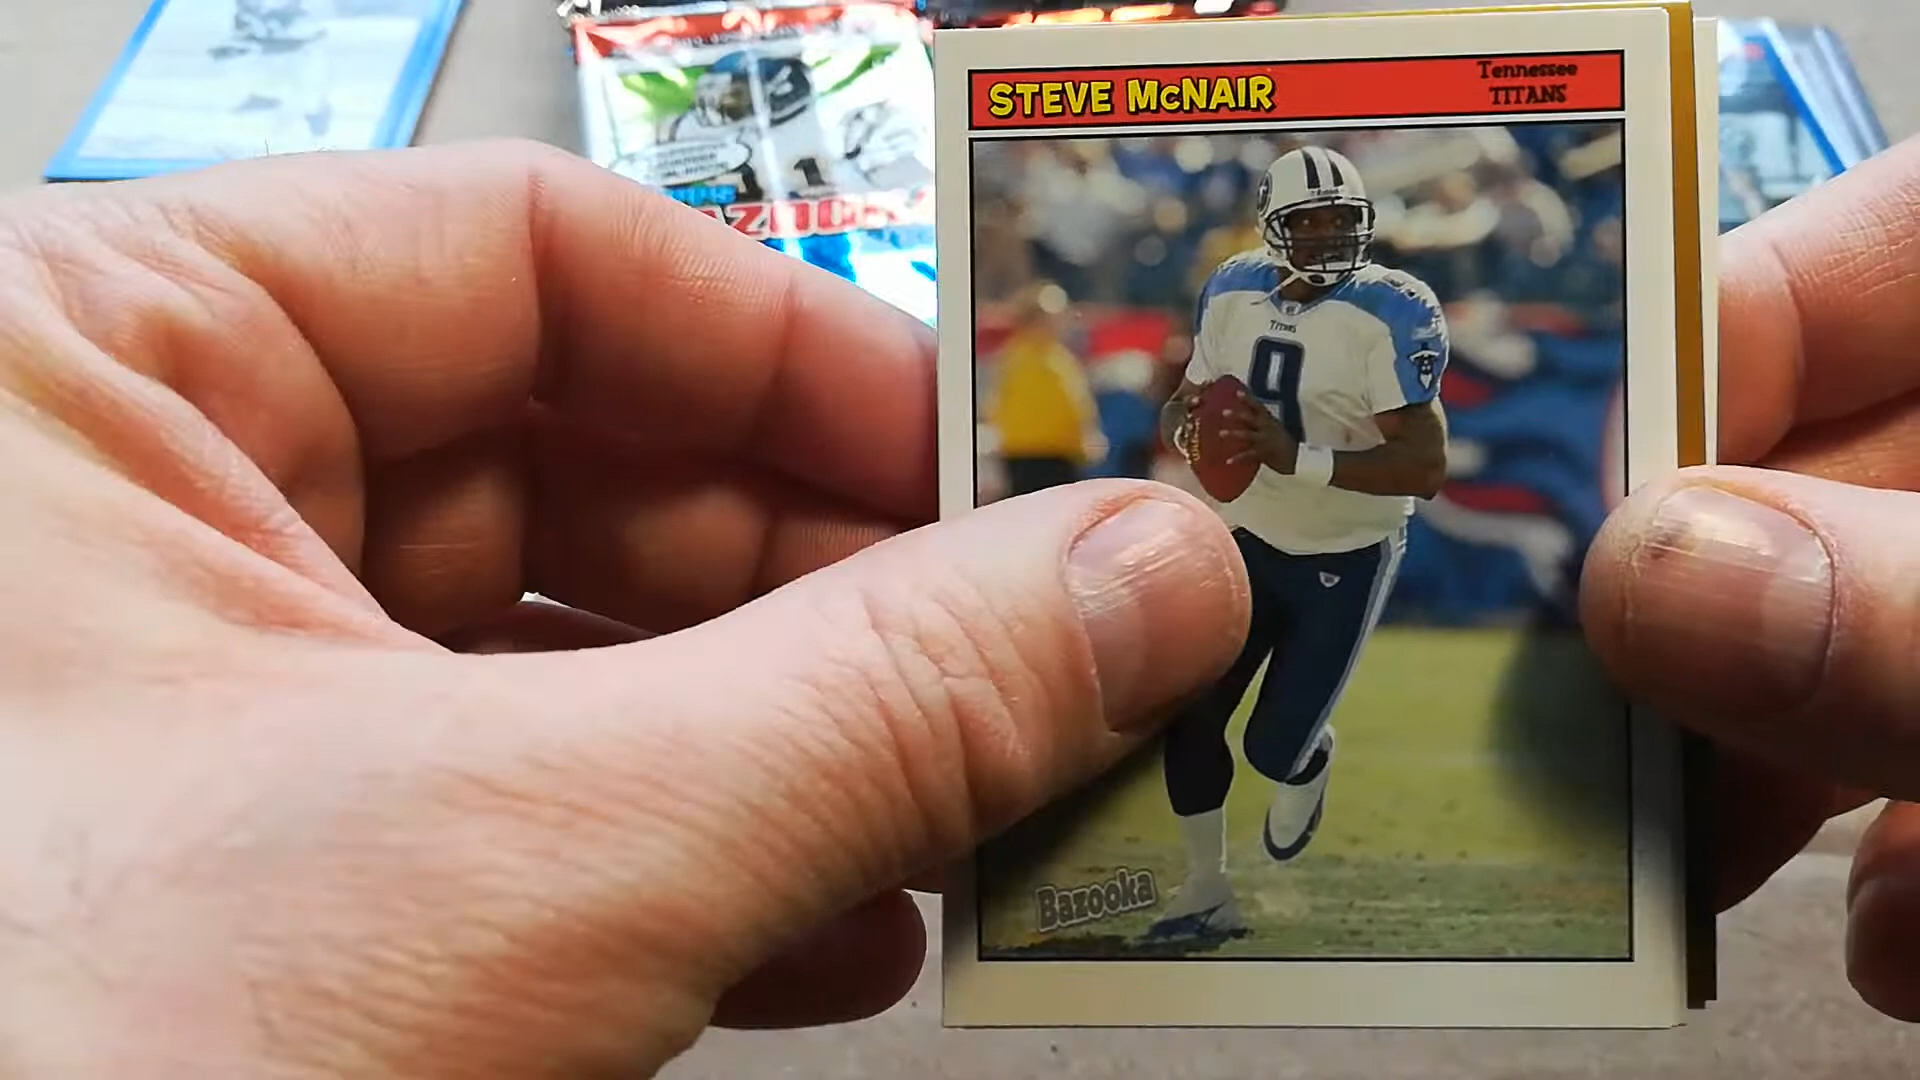 STEVE McNAIR
Tennessee
TITANS
TITANS
9
Bazooka